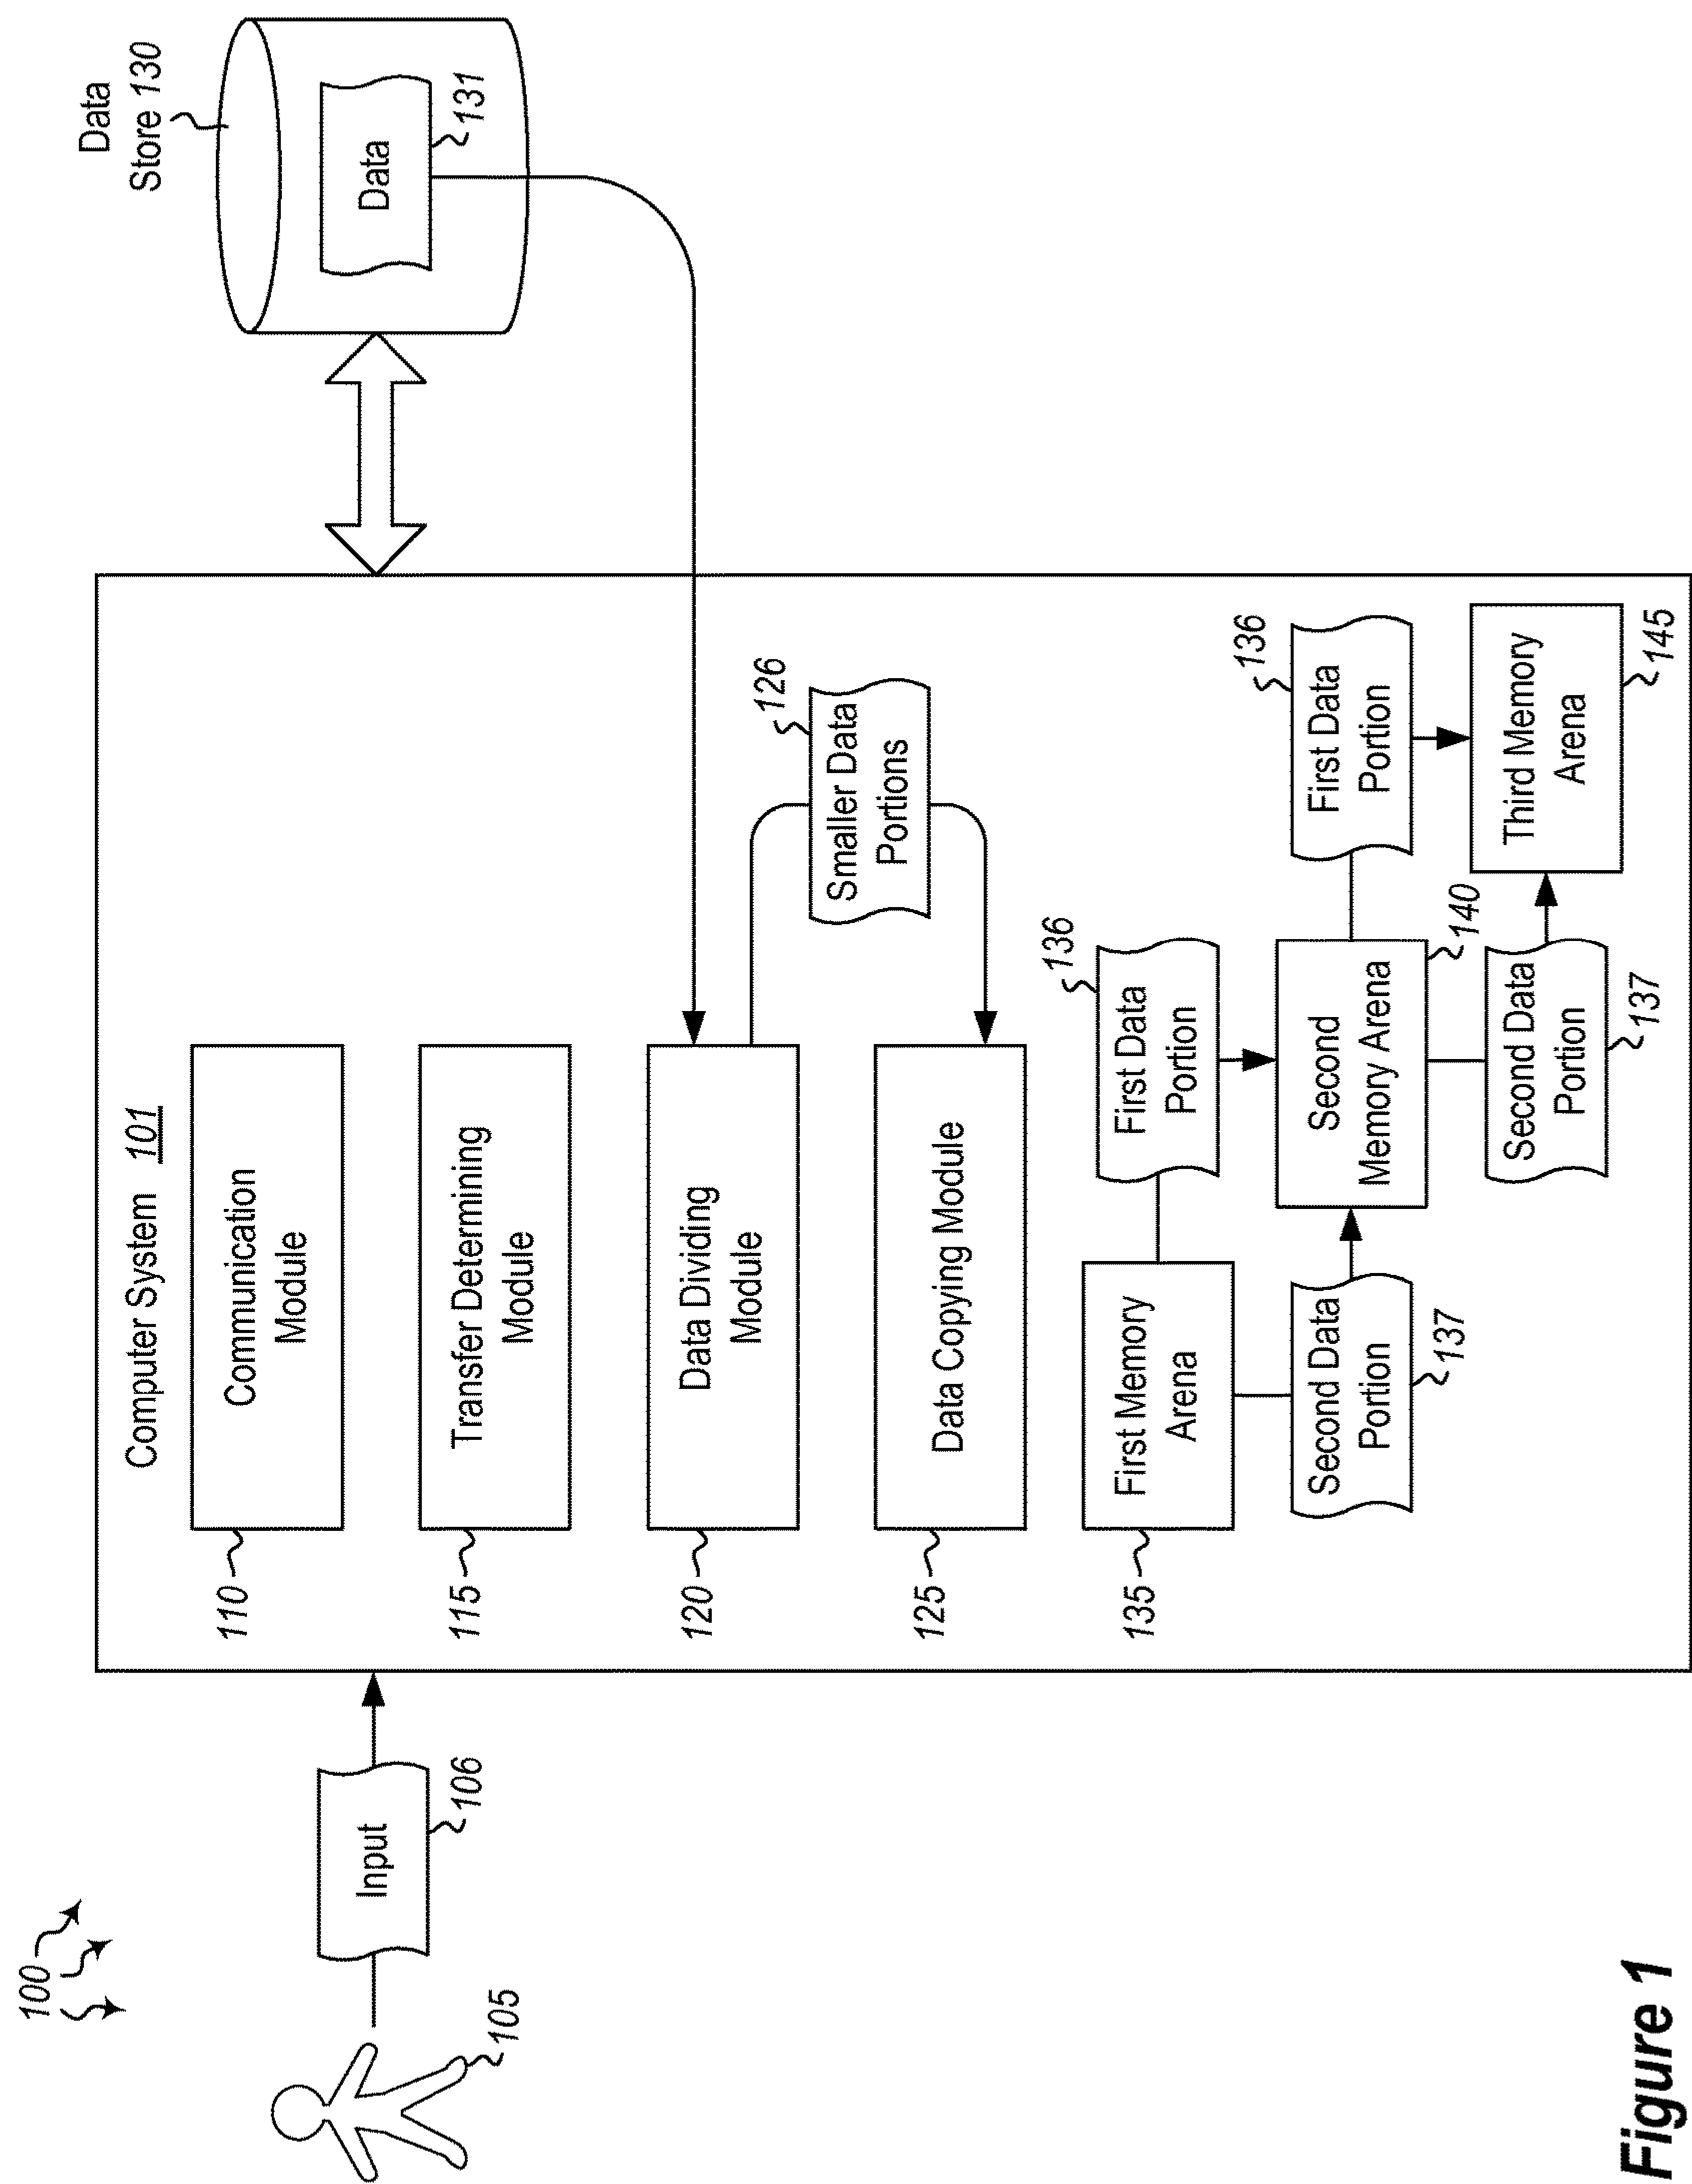 100
105
Input
106
Computer System 101
110
Communication
Module
115
Transfer Determining
Module
120
Data Dividing
Module
125
Data Copying Module
Smaller Data
Portions
126
Data
Store 130
Data
131
135
First Memory
Arena
First Data
Portion
136
Second Data
Portion
137
Second
Memory Arena
140
First Data
Portion
136
Second Data
Portion
137
Third Memory
Arena
145
Figure 1